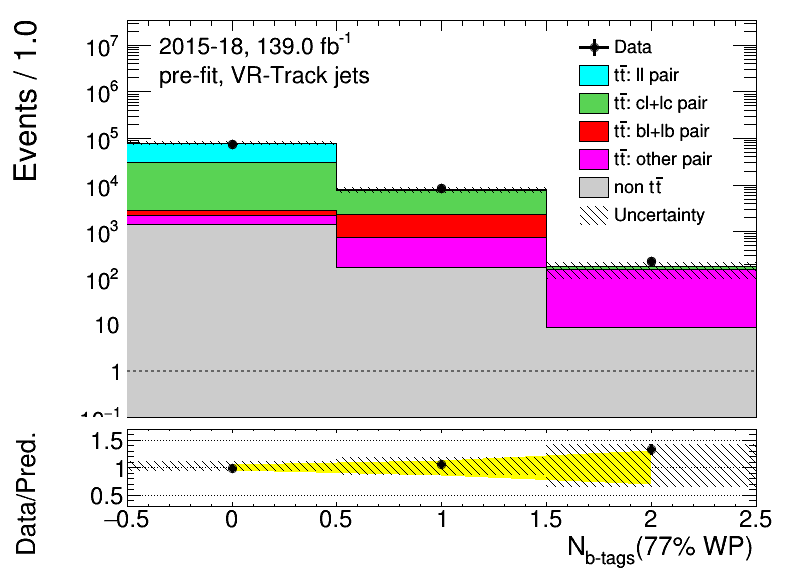 Events / 1.0
10⁷
10⁶
10⁵
10⁴
10³
10²
10
1
10⁻¹
2015-18, 139.0 fb⁻¹
pre-fit, VR-Track jets
Data
tt̄: ll pair
tt̄: cl+lc pair
tt̄: bl+lb pair
tt̄: other pair
non tt̄
Uncertainty
Data/Pred.
1.5
1
0.5
−0.5 0 0.5 1 1.5 2 2.5
N_b-tags(77% WP)